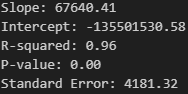 Slope: 67640.41
Intercept: -135501530.58
R-squared: 0.96
P-value: 0.00
Standard Error: 4181.32